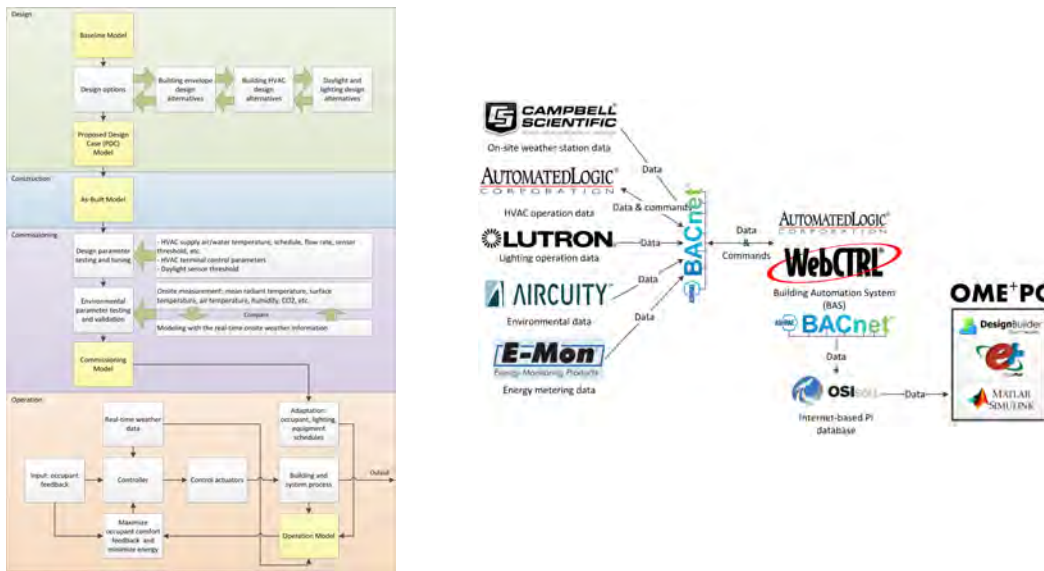 Design
Baseline Model
Design options
Building envelope
design
alternatives
Building HVAC
design
alternatives
Daylight and
lighting design
alternatives
Proposed Design
Case (PDC)
Model
Construction
As-Built Model
Commissioning
Design parameter
testing and tuning
- HVAC supply air/water temperature, schedule, flow rate, sensor
threshold, etc.
- HVAC terminal control parameters
- Daylight sensor threshold
Environmental
parameter testing
and validation
Onsite measurement: mean radiant temperature, surface
temperature, air temperature, humidity, CO2, etc.
Compare
Modeling with the real-time onsite weather information
Commissioning
Model
Operation
Real-time weather
data
Adaptation:
occupant, lighting,
equipment
schedules
Input: occupant
feedback
Controller
Control actuators
Building and
system process
Output
Maximize
occupant comfort
feedback and
minimize energy
Operation Model
CAMPBELL
SCIENTIFIC
On-site weather station data
Data
AUTOMATEDLOGIC
CORPORATION
HVAC operation data
Data & commands
LUTRON
Data
Lighting operation data
AIRCUITY
Data
Environmental data
E-Mon
Energy Monitoring Products
Data
Energy metering data
BACnet
Data
&
Commands
AUTOMATEDLOGIC
CORPORATION
WebCTRL
Building Automation System
(BAS)
BACnet
Data
OSIsoft
Data
Internet-based PI
database
OME+PC
DesignBuilder
MATLAB
SIMULINK